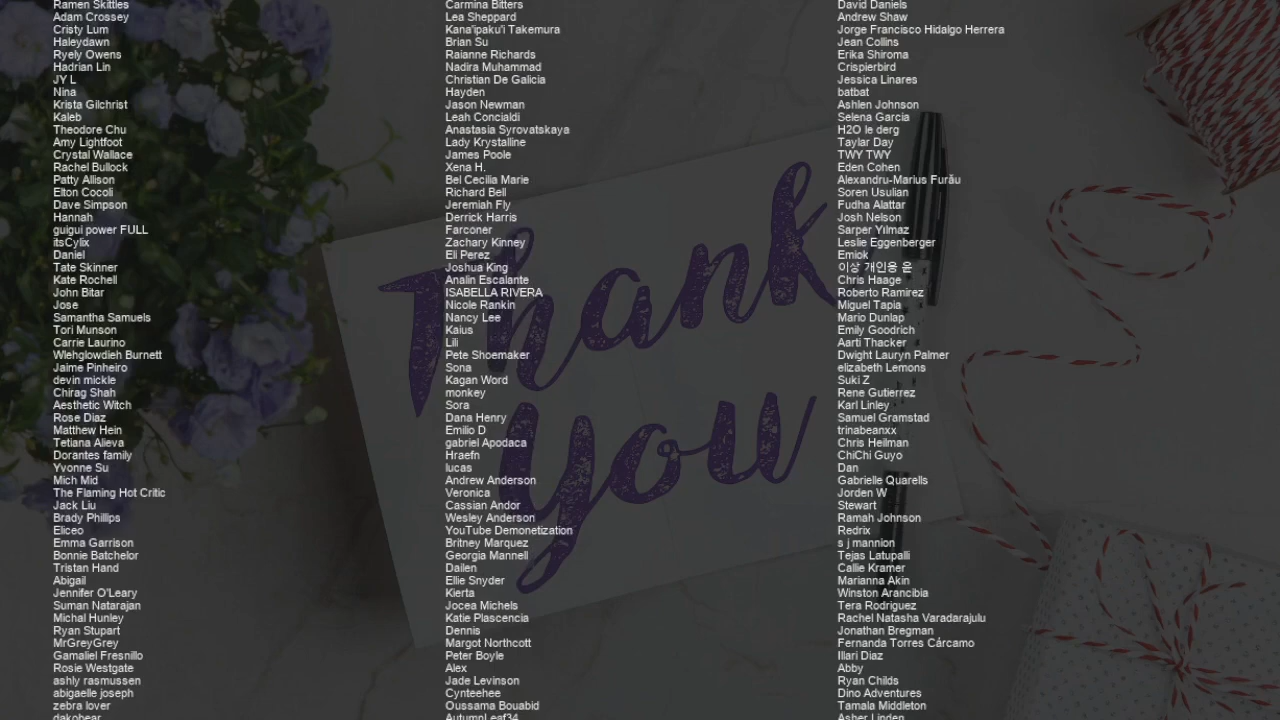 Ramen Skittles
Adam Crossey
Cristy Lum
Haleydawn
Ryely Owens
Hadrian Lin
JY L
Nina
Krista Gilchrist
Kaleb
Theodore Chu
Amy Lightfoot
Crystal Wallace
Rachel Bullock
Patty Allison
Elton Cocoli
Dave Simpson
Hannah
guigui power FULL
itsCylix
Daniel
Tate Skinner
Kate Rochell
John Bitar
Jose
Samantha Samuels
Tori Munson
Carrie Laurino
Wlehglowdieh Burnett
Jaime Pinheiro
devin mickle
Chirag Shah
Aesthetic Witch
Rose Diaz
Matthew Hein
Tetiana Alieva
Dorantes family
Yvonne Su
Mich Mid
The Flaming Hot Critic
Jack Liu
Brady Phillips
Eliceo
Emma Garrison
Bonnie Batchelor
Tristan Hand
Abigail
Jennifer O'Leary
Suman Natarajan
Michal Hunley
Ryan Stupart
MrGreyGrey
Gamaliel Fresnillo
Rosie Westgate
ashly rasmussen
abigaelle joseph
zebra lover
dakobear
Carmina Bitters
Lea Sheppard
Kana'ipaku'i Takemura
Brian Su
Raianne Richards
Nadira Muhammad
Christian De Galicia
Hayden
Jason Newman
Leah Concialdi
Anastasia Syrovatskaya
Lady Krystalline
James Poole
Xena H.
Bel Cecilia Marie
Richard Bell
Jeremiah Fly
Derrick Harris
Farconer
Zachary Kinney
Eli Perez
Joshua King
Analin Escalante
ISABELLA RIVERA
Nicole Rankin
Nancy Lee
Kaius
Lili
Pete Shoemaker
Sona
Kagan Word
monkey
Sora
Dana Henry
Emilio D
gabriel Apodaca
Hraefn
lucas
Andrew Anderson
Veronica
Cassian Andor
Wesley Anderson
YouTube Demonetization
Britney Marquez
Georgia Mannell
Dailen
Ellie Snyder
Kierta
Jocea Michels
Katie Plascencia
Dennis
Margot Northcott
Peter Boyle
Alex
Jade Levinson
Cynteehee
Oussama Bouabid
AutumnLeaf34
David Daniels
Andrew Shaw
Jorge Francisco Hidalgo Herrera
Jean Collins
Erika Shiroma
Crispierbird
Jessica Linares
batbat
Ashlen Johnson
Selena Garcia
H2O le derg
Taylar Day
TWY TWY
Eden Cohen
Alexandru-Marius Furău
Soren Usulian
Fudha Alattar
Josh Nelson
Sarper Yılmaz
Leslie Eggenberger
Emiok
이상 개인용 윤
Chris Haage
Roberto Ramirez
Miguel Tapia
Mario Dunlap
Emily Goodrich
Aarti Thacker
Dwight Lauryn Palmer
elizabeth Lemons
Suki Z
Rene Gutierrez
Karl Linley
Samuel Gramstad
trinabeanxx
Chris Heilman
ChiChi Guyo
Dan
Gabrielle Quarells
Jorden W
Stewart
Ramah Johnson
Redrix
s j mannion
Tejas Latupalli
Callie Kramer
Marianna Akin
Winston Arancibia
Tera Rodriguez
Rachel Natasha Varadarajulu
Jonathan Bregman
Fernanda Torres Cárcamo
Illari Diaz
Abby
Ryan Childs
Dino Adventures
Tamala Middleton
Asher Linden
Thank
you